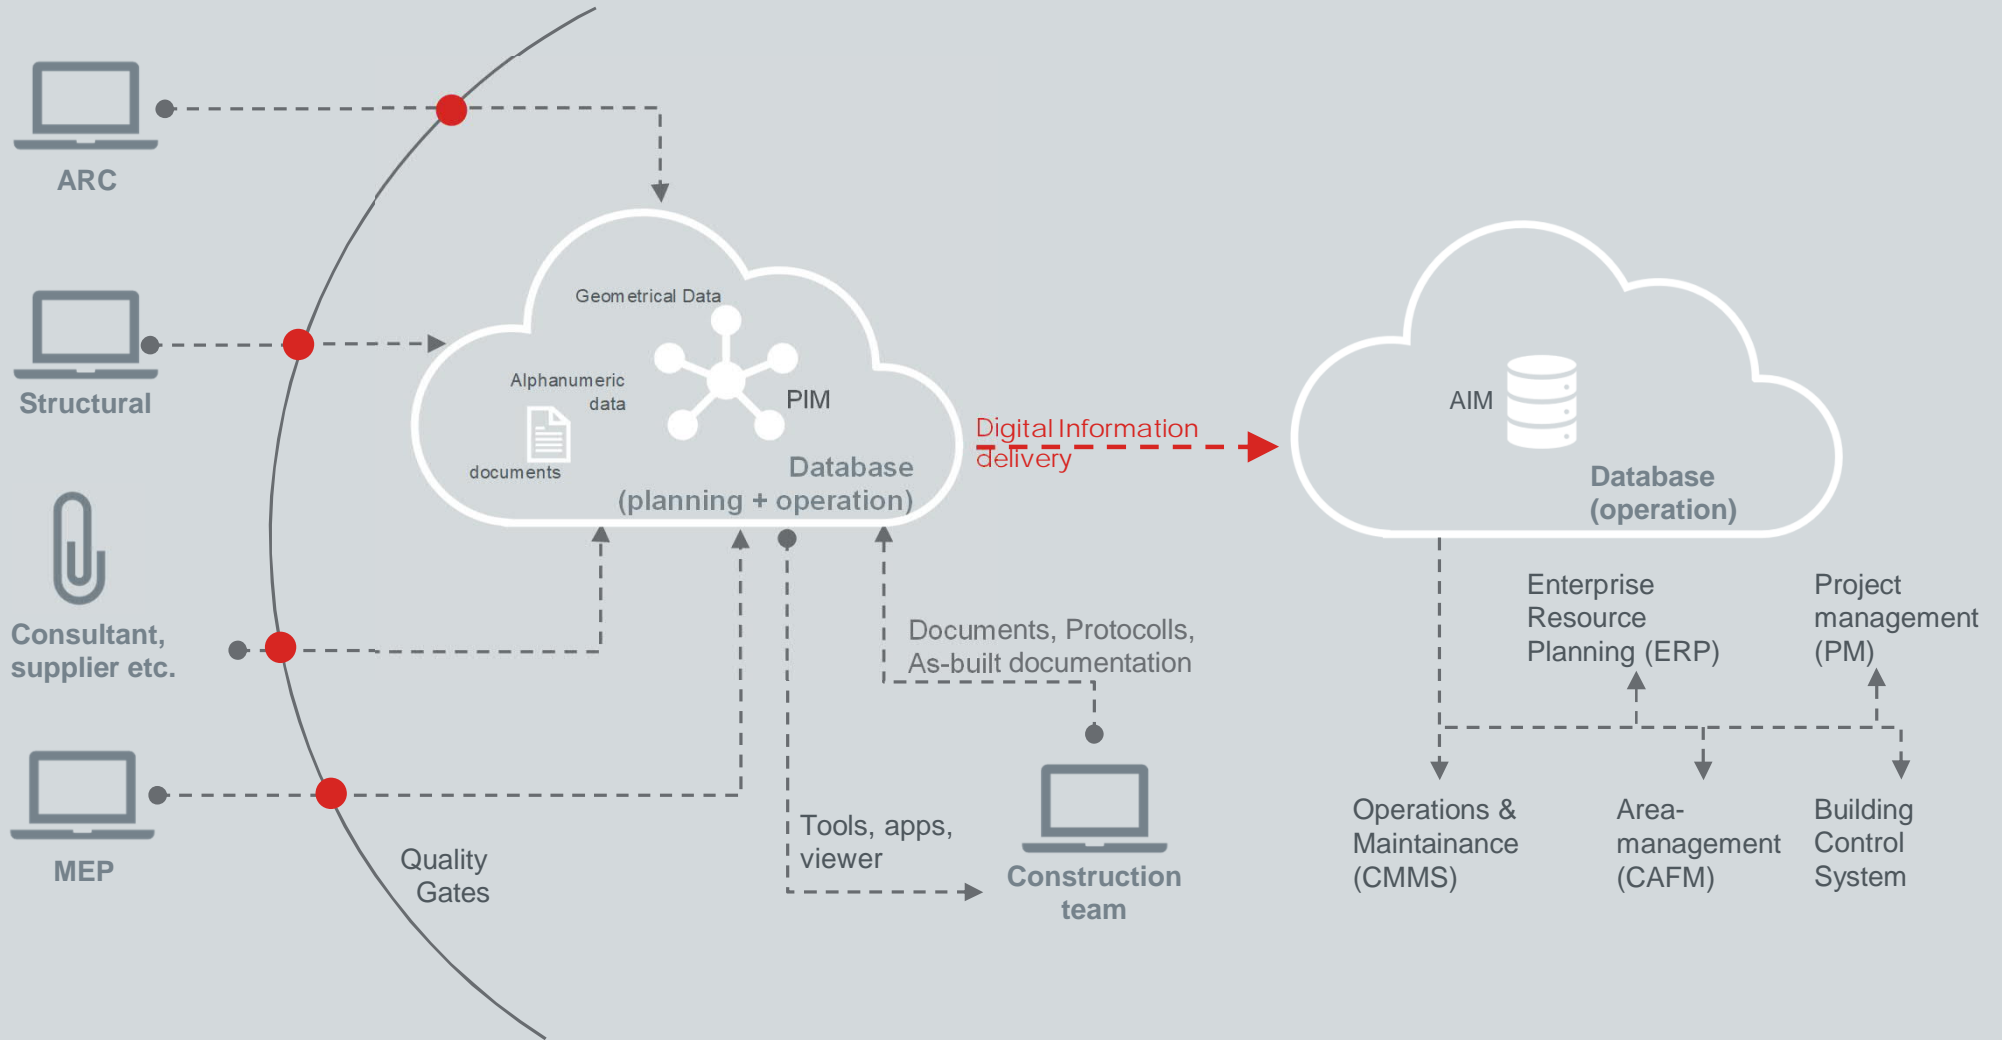 ARC
Structural
Consultant,
supplier etc.
MEP
Quality
Gates
Geometrical Data
Alphanumeric
data
PIM
documents
Database
(planning + operation)
Digital Information
delivery
Documents, Protocolls,
As-built documentation
Tools, apps,
viewer
Construction
team
AIM
Database
(operation)
Enterprise
Resource
Planning (ERP)
Project
management
(PM)
Operations &
Maintainance
(CMMS)
Area-
management
(CAFM)
Building
Control
System